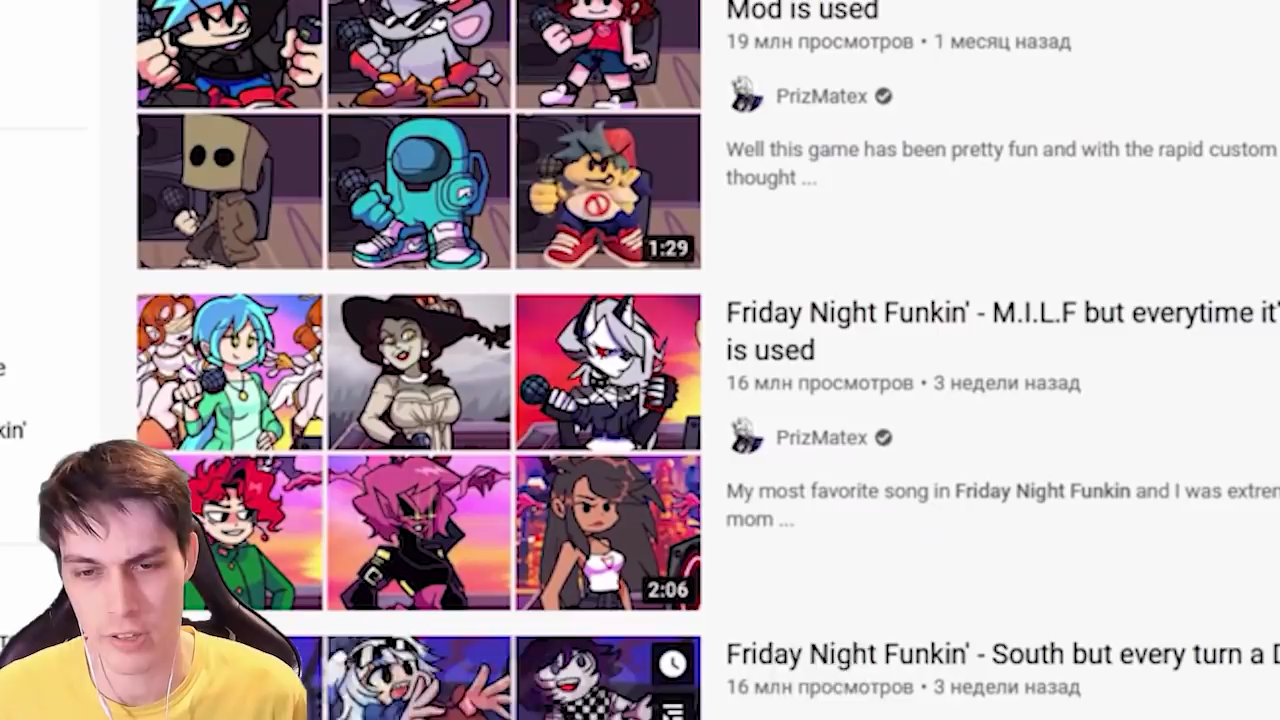 Mod is used
19 млн просмотров • 1 месяц назад
PrizMatex
Well this game has been pretty fun and with the rapid custom
thought ...
1:29
Friday Night Funkin' - M.I.L.F but everytime it'
is used
16 млн просмотров • 3 недели назад
PrizMatex
My most favorite song in Friday Night Funkin and I was
mom ...
2:06
Friday Night Funkin' - South but every turn a
16 млн просмотров • 3 недели назад